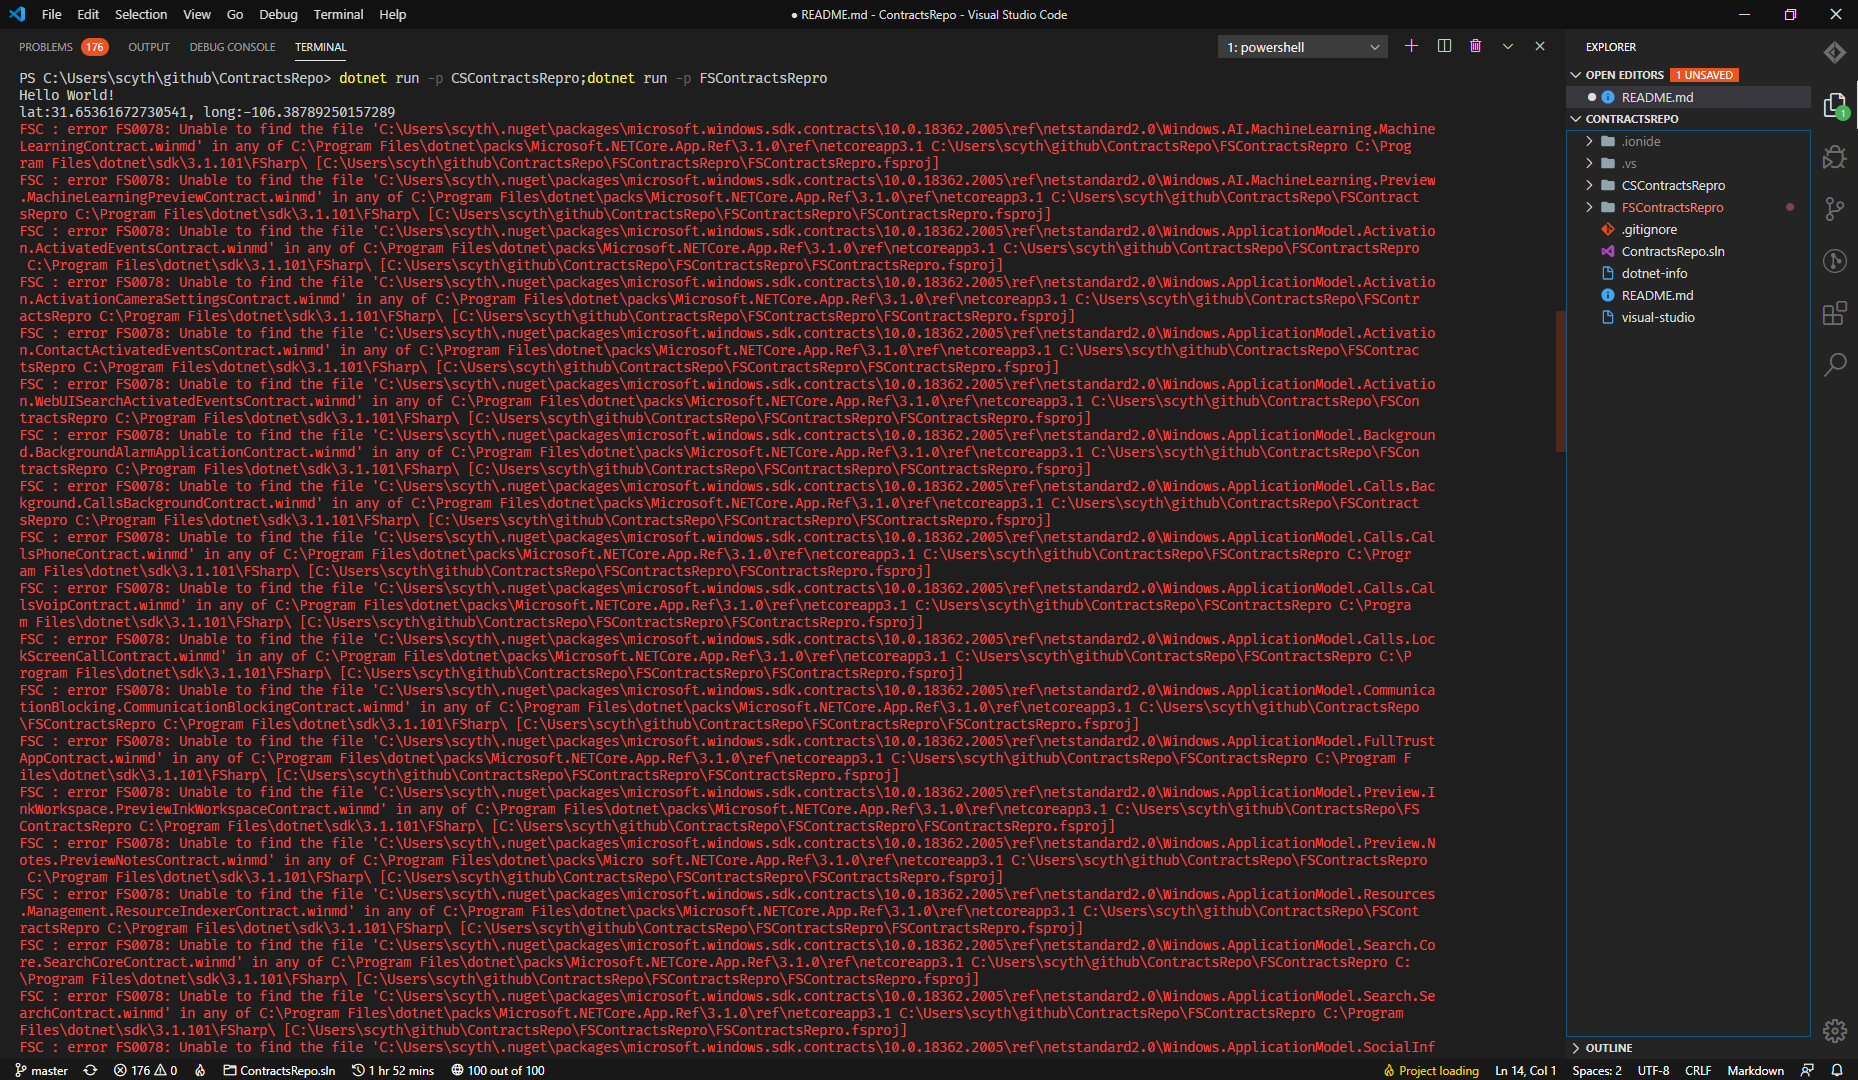 File Edit Selection View Go Debug Terminal Help
● README.md - ContractsRepo - Visual Studio Code
PROBLEMS 176 OUTPUT DEBUG CONSOLE TERMINAL
1: powershell
PS C:\Users\scyth\github\ContractsRepo> dotnet run -p CSContractsRepro;dotnet run -p FSContractsRepro
Hello World!
lat:31.65361672730541, long:-106.38789250157289
FSC : error FS0078: Unable to find the file 'C:\Users\scyth\.nuget\packages\microsoft.windows.sdk.contracts\10.0.18362.2005\ref\netstandard2.0\Windows.AI.MachineLearning.Machine
LearningContract.winmd' in any of C:\Program Files\dotnet\packs\Microsoft.NETCore.App.Ref\3.1.0\ref\netcoreapp3.1 C:\Users\scyth\github\ContractsRepo\FSContractsRepro C:\Prog
ram Files\dotnet\sdk\3.1.101\FSharp\ [C:\Users\scyth\github\ContractsRepo\FSContractsRepro\FSContractsRepro.fsproj]
FSC : error FS0078: Unable to find the file 'C:\Users\scyth\.nuget\packages\microsoft.windows.sdk.contracts\10.0.18362.2005\ref\netstandard2.0\Windows.AI.MachineLearning.Preview
.MachineLearningPreviewContract.winmd' in any of C:\Program Files\dotnet\packs\Microsoft.NETCore.App.Ref\3.1.0\ref\netcoreapp3.1 C:\Users\scyth\github\ContractsRepo\FSContract
sRepro C:\Program Files\dotnet\sdk\3.1.101\FSharp\ [C:\Users\scyth\github\ContractsRepo\FSContractsRepro\FSContractsRepro.fsproj]
FSC : error FS0078: Unable to find the file 'C:\Users\scyth\.nuget\packages\microsoft.windows.sdk.contracts\10.0.18362.2005\ref\netstandard2.0\Windows.ApplicationModel.Activatio
n.ActivatedEventsContract.winmd' in any of C:\Program Files\dotnet\packs\Microsoft.NETCore.App.Ref\3.1.0\ref\netcoreapp3.1 C:\Users\scyth\github\ContractsRepo\FSContractsRepro
C:\Program Files\dotnet\sdk\3.1.101\FSharp\ [C:\Users\scyth\github\ContractsRepo\FSContractsRepro\FSContractsRepro.fsproj]
FSC : error FS0078: Unable to find the file 'C:\Users\scyth\.nuget\packages\microsoft.windows.sdk.contracts\10.0.18362.2005\ref\netstandard2.0\Windows.ApplicationModel.Activatio
n.ActivationCameraSettingsContract.winmd' in any of C:\Program Files\dotnet\packs\Microsoft.NETCore.App.Ref\3.1.0\ref\netcoreapp3.1 C:\Users\scyth\github\ContractsRepo\FSContr
actsRepro C:\Program Files\dotnet\sdk\3.1.101\FSharp\ [C:\Users\scyth\github\ContractsRepo\FSContractsRepro\FSContractsRepro.fsproj]
FSC : error FS0078: Unable to find the file 'C:\Users\scyth\.nuget\packages\microsoft.windows.sdk.contracts\10.0.18362.2005\ref\netstandard2.0\Windows.ApplicationModel.Activatio
n.ContactActivatedEventsContract.winmd' in any of C:\Program Files\dotnet\packs\Microsoft.NETCore.App.Ref\3.1.0\ref\netcoreapp3.1 C:\Users\scyth\github\ContractsRepo\FSContrac
tsRepro C:\Program Files\dotnet\sdk\3.1.101\FSharp\ [C:\Users\scyth\github\ContractsRepo\FSContractsRepro\FSContractsRepro.fsproj]
FSC : error FS0078: Unable to find the file 'C:\Users\scyth\.nuget\packages\microsoft.windows.sdk.contracts\10.0.18362.2005\ref\netstandard2.0\Windows.ApplicationModel.Activatio
n.WebUISearchActivatedEventsContract.winmd' in any of C:\Program Files\dotnet\packs\Microsoft.NETCore.App.Ref\3.1.0\ref\netcoreapp3.1 C:\Users\scyth\github\ContractsRepo\FSCon
tractsRepro C:\Program Files\dotnet\sdk\3.1.101\FSharp\ [C:\Users\scyth\github\ContractsRepo\FSContractsRepro\FSContractsRepro.fsproj]
FSC : error FS0078: Unable to find the file 'C:\Users\scyth\.nuget\packages\microsoft.windows.sdk.contracts\10.0.18362.2005\ref\netstandard2.0\Windows.ApplicationModel.Backgroun
d.BackgroundAlarmApplicationContract.winmd' in any of C:\Program Files\dotnet\packs\Microsoft.NETCore.App.Ref\3.1.0\ref\netcoreapp3.1 C:\Users\scyth\github\ContractsRepo\FSCon
tractsRepro C:\Program Files\dotnet\sdk\3.1.101\FSharp\ [C:\Users\scyth\github\ContractsRepo\FSContractsRepro\FSContractsRepro.fsproj]
FSC : error FS0078: Unable to find the file 'C:\Users\scyth\.nuget\packages\microsoft.windows.sdk.contracts\10.0.18362.2005\ref\netstandard2.0\Windows.ApplicationModel.Calls.Bac
kground.CallsBackgroundContract.winmd' in any of C:\Program Files\dotnet\packs\Microsoft.NETCore.App.Ref\3.1.0\ref\netcoreapp3.1 C:\Users\scyth\github\ContractsRepo\FSContract
sRepro C:\Program Files\dotnet\sdk\3.1.101\FSharp\ [C:\Users\scyth\github\ContractsRepo\FSContractsRepro\FSContractsRepro.fsproj]
FSC : error FS0078: Unable to find the file 'C:\Users\scyth\.nuget\packages\microsoft.windows.sdk.contracts\10.0.18362.2005\ref\netstandard2.0\Windows.ApplicationModel.Calls.Cal
lsPhoneContract.winmd' in any of C:\Program Files\dotnet\packs\Microsoft.NETCore.App.Ref\3.1.0\ref\netcoreapp3.1 C:\Users\scyth\github\ContractsRepo\FSContractsRepro C:\Progr
am Files\dotnet\sdk\3.1.101\FSharp\ [C:\Users\scyth\github\ContractsRepo\FSContractsRepro\FSContractsRepro.fsproj]
FSC : error FS0078: Unable to find the file 'C:\Users\scyth\.nuget\packages\microsoft.windows.sdk.contracts\10.0.18362.2005\ref\netstandard2.0\Windows.ApplicationModel.Calls.Cal
lsVoipContract.winmd' in any of C:\Program Files\dotnet\packs\Microsoft.NETCore.App.Ref\3.1.0\ref\netcoreapp3.1 C:\Users\scyth\github\ContractsRepo\FSContractsRepro C:\Progra
m Files\dotnet\sdk\3.1.101\FSharp\ [C:\Users\scyth\github\ContractsRepo\FSContractsRepro\FSContractsRepro.fsproj]
FSC : error FS0078: Unable to find the file 'C:\Users\scyth\.nuget\packages\microsoft.windows.sdk.contracts\10.0.18362.2005\ref\netstandard2.0\Windows.ApplicationModel.Calls.Loc
kScreenCallContract.winmd' in any of C:\Program Files\dotnet\packs\Microsoft.NETCore.App.Ref\3.1.0\ref\netcoreapp3.1 C:\Users\scyth\github\ContractsRepo\FSContractsRepro C:\P
rogram Files\dotnet\sdk\3.1.101\FSharp\ [C:\Users\scyth\github\ContractsRepo\FSContractsRepro\FSContractsRepro.fsproj]
FSC : error FS0078: Unable to find the file 'C:\Users\scyth\.nuget\packages\microsoft.windows.sdk.contracts\10.0.18362.2005\ref\netstandard2.0\Windows.ApplicationModel.Communica
tionBlocking.CommunicationBlockingContract.winmd' in any of C:\Program Files\dotnet\packs\Microsoft.NETCore.App.Ref\3.1.0\ref\netcoreapp3.1 C:\Users\scyth\github\ContractsRepo
\FSContractsRepro C:\Program Files\dotnet\sdk\3.1.101\FSharp\ [C:\Users\scyth\github\ContractsRepo\FSContractsRepro\FSContractsRepro.fsproj]
FSC : error FS0078: Unable to find the file 'C:\Users\scyth\.nuget\packages\microsoft.windows.sdk.contracts\10.0.18362.2005\ref\netstandard2.0\Windows.ApplicationModel.FullTrust
AppContract.winmd' in any of C:\Program Files\dotnet\packs\Microsoft.NETCore.App.Ref\3.1.0\ref\netcoreapp3.1 C:\Users\scyth\github\ContractsRepo\FSContractsRepro C:\Program F
iles\dotnet\sdk\3.1.101\FSharp\ [C:\Users\scyth\github\ContractsRepo\FSContractsRepro\FSContractsRepro.fsproj]
FSC : error FS0078: Unable to find the file 'C:\Users\scyth\.nuget\packages\microsoft.windows.sdk.contracts\10.0.18362.2005\ref\netstandard2.0\Windows.ApplicationModel.Preview.I
nkWorkspace.PreviewInkWorkspaceContract.winmd' in any of C:\Program Files\dotnet\packs\Microsoft.NETCore.App.Ref\3.1.0\ref\netcoreapp3.1 C:\Users\scyth\github\ContractsRepo\FS
ContractsRepro C:\Program Files\dotnet\sdk\3.1.101\FSharp\ [C:\Users\scyth\github\ContractsRepo\FSContractsRepro\FSContractsRepro.fsproj]
FSC : error FS0078: Unable to find the file 'C:\Users\scyth\.nuget\packages\microsoft.windows.sdk.contracts\10.0.18362.2005\ref\netstandard2.0\Windows.ApplicationModel.Preview.N
otes.PreviewNotesContract.winmd' in any of C:\Program Files\dotnet\packs\Micro soft.NETCore.App.Ref\3.1.0\ref\netcoreapp3.1 C:\Users\scyth\github\ContractsRepo\FSContractsRepro
C:\Program Files\dotnet\sdk\3.1.101\FSharp\ [C:\Users\scyth\github\ContractsRepo\FSContractsRepro\FSContractsRepro.fsproj]
FSC : error FS0078: Unable to find the file 'C:\Users\scyth\.nuget\packages\microsoft.windows.sdk.contracts\10.0.18362.2005\ref\netstandard2.0\Windows.ApplicationModel.Resources
.Management.ResourceIndexerContract.winmd' in any of C:\Program Files\dotnet\packs\Microsoft.NETCore.App.Ref\3.1.0\ref\netcoreapp3.1 C:\Users\scyth\github\ContractsRepo\FSCont
ractsRepro C:\Program Files\dotnet\sdk\3.1.101\FSharp\ [C:\Users\scyth\github\ContractsRepo\FSContractsRepro\FSContractsRepro.fsproj]
FSC : error FS0078: Unable to find the file 'C:\Users\scyth\.nuget\packages\microsoft.windows.sdk.contracts\10.0.18362.2005\ref\netstandard2.0\Windows.ApplicationModel.Search.Co
re.SearchCoreContract.winmd' in any of C:\Program Files\dotnet\packs\Microsoft.NETCore.App.Ref\3.1.0\ref\netcoreapp3.1 C:\Users\scyth\github\ContractsRepo\FSContractsRepro C:
\Program Files\dotnet\sdk\3.1.101\FSharp\ [C:\Users\scyth\github\ContractsRepo\FSContractsRepro\FSContractsRepro.fsproj]
FSC : error FS0078: Unable to find the file 'C:\Users\scyth\.nuget\packages\microsoft.windows.sdk.contracts\10.0.18362.2005\ref\netstandard2.0\Windows.ApplicationModel.Search.Se
archContract.winmd' in any of C:\Program Files\dotnet\packs\Microsoft.NETCore.App.Ref\3.1.0\ref\netcoreapp3.1 C:\Users\scyth\github\ContractsRepo\FSContractsRepro C:\Program
Files\dotnet\sdk\3.1.101\FSharp\ [C:\Users\scyth\github\ContractsRepo\FSContractsRepro\FSContractsRepro.fsproj]
FSC : error FS0078: Unable to find the file 'C:\Users\scyth\.nuget\packages\microsoft.windows.sdk.contracts\10.0.18362.2005\ref\netstandard2.0\Windows.ApplicationModel.SocialInf
EXPLORER
OPEN EDITORS 1 UNSAVED
README.md
CONTRACTSREPO
.ionide
.vs
CSContractsRepro
FSContractsRepro
.gitignore
ContractsRepo.sln
dotnet-info
README.md
visual-studio
OUTLINE
1
master 176 0 ContractsRepo.sln 1 hr 52 mins 100 out of 100
Project loading Ln 14, Col 1 Spaces: 2 UTF-8 CRLF Markdown